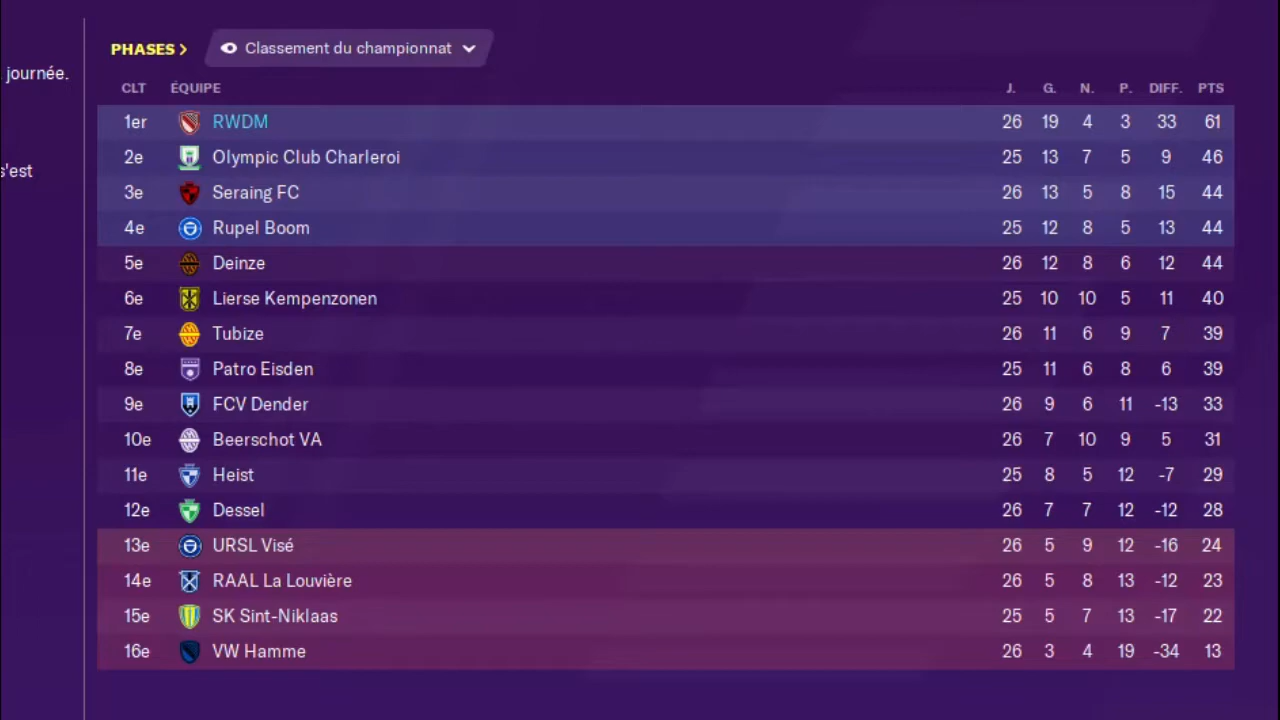 PHASES > Classement du championnat
journée.
CLT ÉQUIPE J. G. N. P. DIFF. PTS
1er RWDM 26 19 4 3 33 61
2e Olympic Club Charleroi 25 13 7 5 9 46
s'est
3e Seraing FC 26 13 5 8 15 44
4e Rupel Boom 25 12 8 5 13 44
5e Deinze 26 12 8 6 12 44
6e Lierse Kempenzonen 25 10 10 5 11 40
7e Tubize 26 11 6 9 7 39
8e Patro Eisden 25 11 6 8 6 39
9e FCV Dender 26 9 6 11 -13 33
10e Beerschot VA 26 7 10 9 5 31
11e Heist 25 8 5 12 -7 29
12e Dessel 26 7 7 12 -12 28
13e URSL Visé 26 5 9 12 -16 24
14e RAAL La Louvière 26 5 8 13 -12 23
15e SK Sint-Niklaas 25 5 7 13 -17 22
16e VW Hamme 26 3 4 19 -34 13